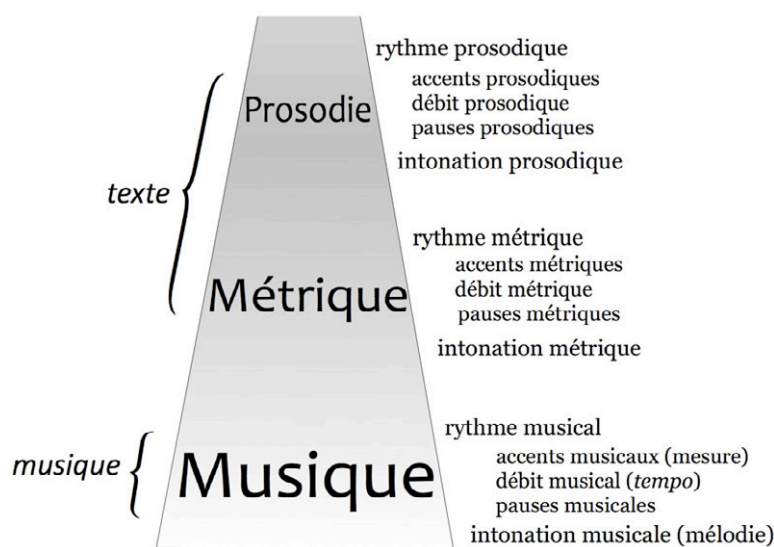 rythme prosodique
accents prosodiques
Prosodie
débit prosodique
pauses prosodiques
intonation prosodique
texte
rythme métrique
accents métriques
Métrique
débit métrique
pauses métriques
intonation métrique
rythme musical
accents musicaux (mesure)
musique
Musique
débit musical (tempo)
pauses musicales
intonation musicale (mélodie)